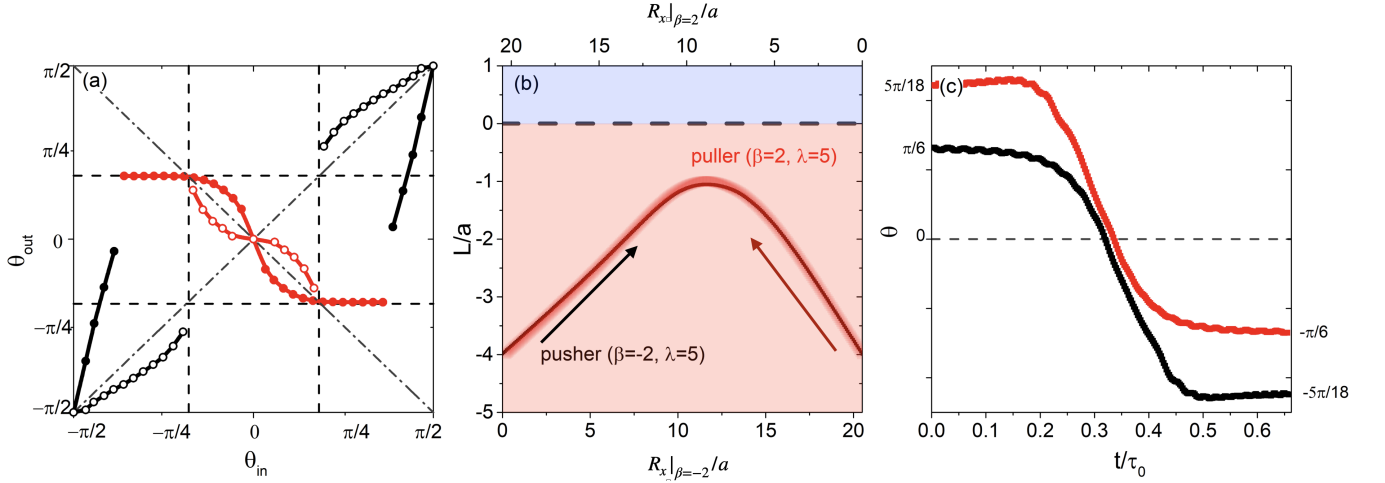 (a)
π/2
π/4
0
−π/4
−π/2
θout
−π/2
−π/4
0
π/4
π/2
θin
Rx|β=2/a
20
15
10
5
0
(b)
1
0
-1
-2
-3
-4
-5
L/a
puller (β=2, λ=5)
pusher (β=-2, λ=5)
0
5
10
15
20
Rx|β=−2/a
(c)
5π/18
π/6
0
θ
-π/6
-5π/18
0.0
0.1
0.2
0.3
0.4
0.5
0.6
t/τ0